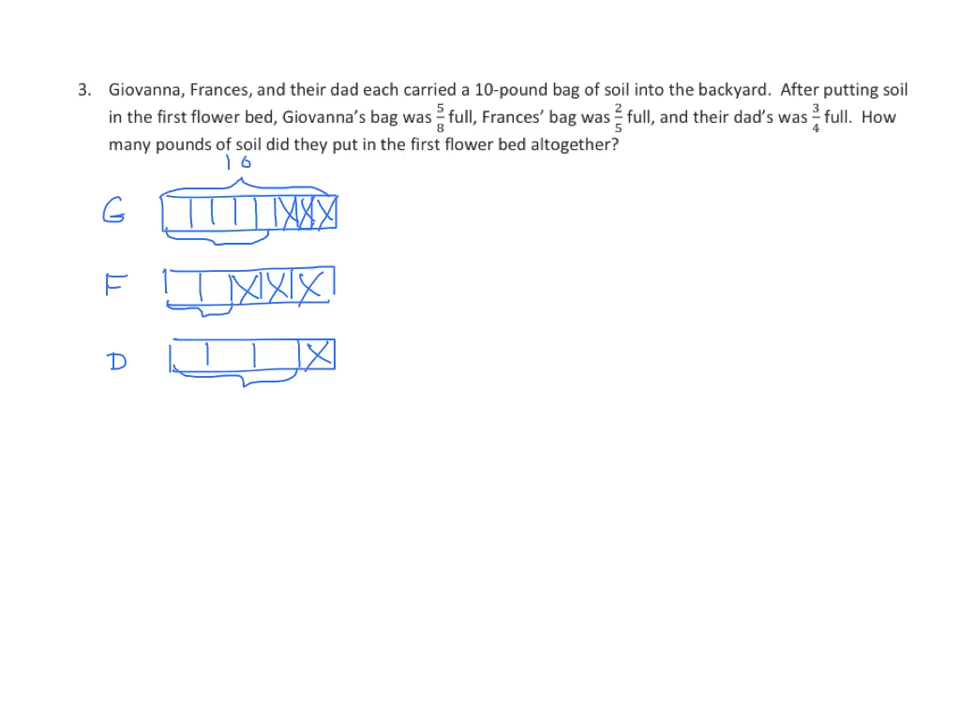 3. Giovanna, Frances, and their dad each carried a 10-pound bag of soil into the backyard. After putting soil
in the first flower bed, Giovanna's bag was 5/8 full, Frances' bag was 2/5 full, and their dad's was 3/4 full. How
many pounds of soil did they put in the first flower bed altogether?
10
G
F
D